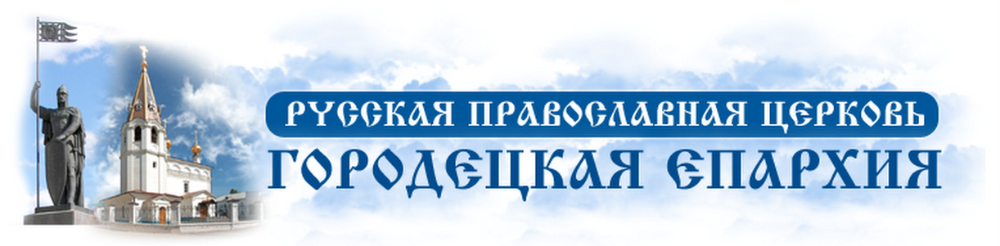 РУССКАЯ ПРАВОСЛАВНАЯ ЦЕРКОВЬ
ГОРОДЕЦКАЯ ЕПАРХИЯ